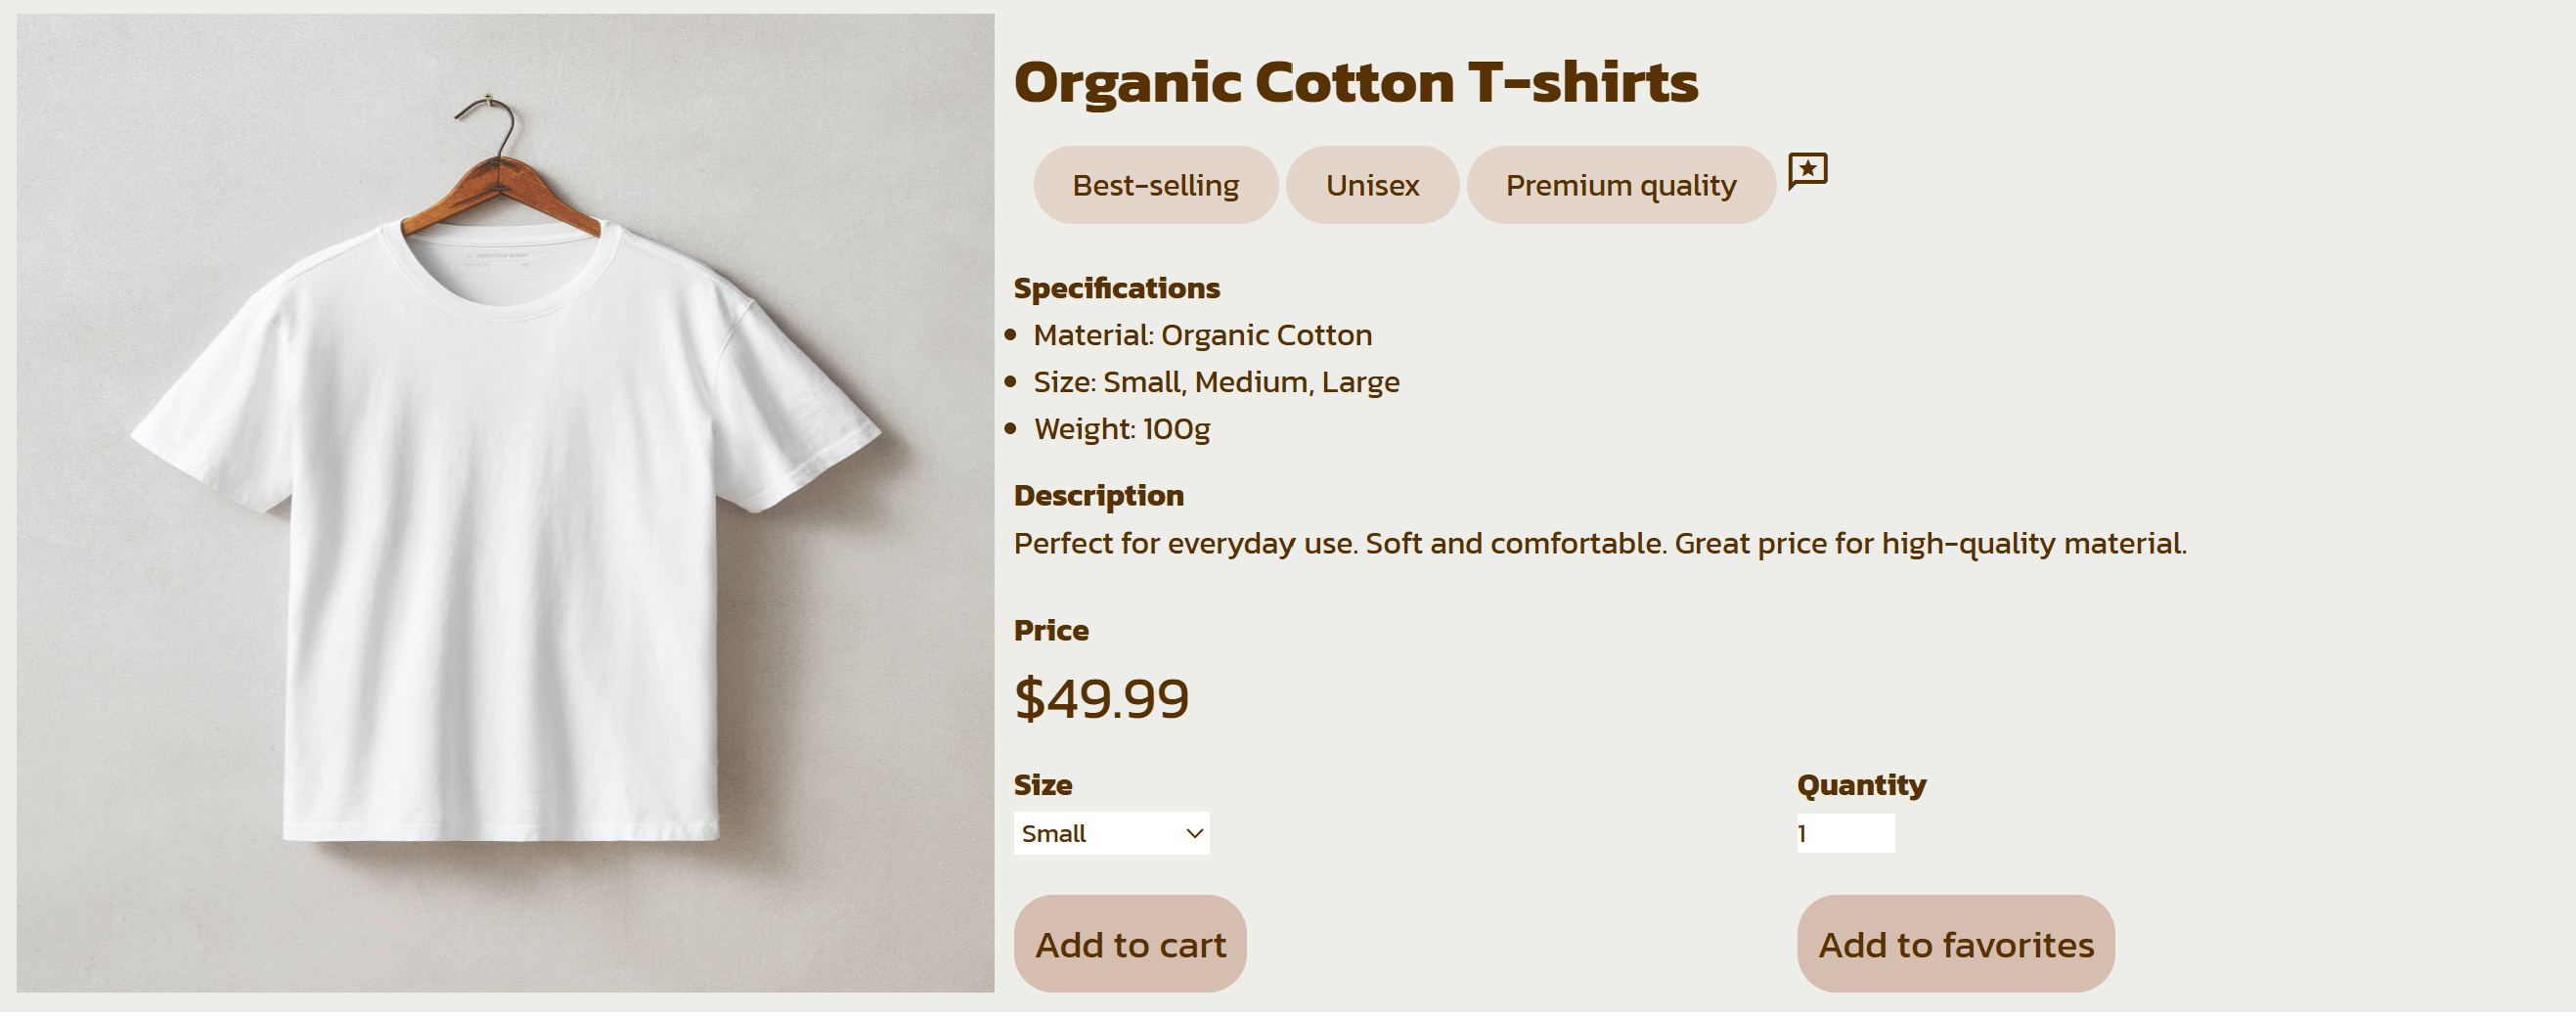 Organic Cotton T-shirts
Best-selling Unisex Premium quality
Specifications
Material: Organic Cotton
Size: Small, Medium, Large
Weight: 100g
Description
Perfect for everyday use. Soft and comfortable. Great price for high-quality material.
Price
$49.99
Size Quantity
Small 1
Add to cart Add to favorites